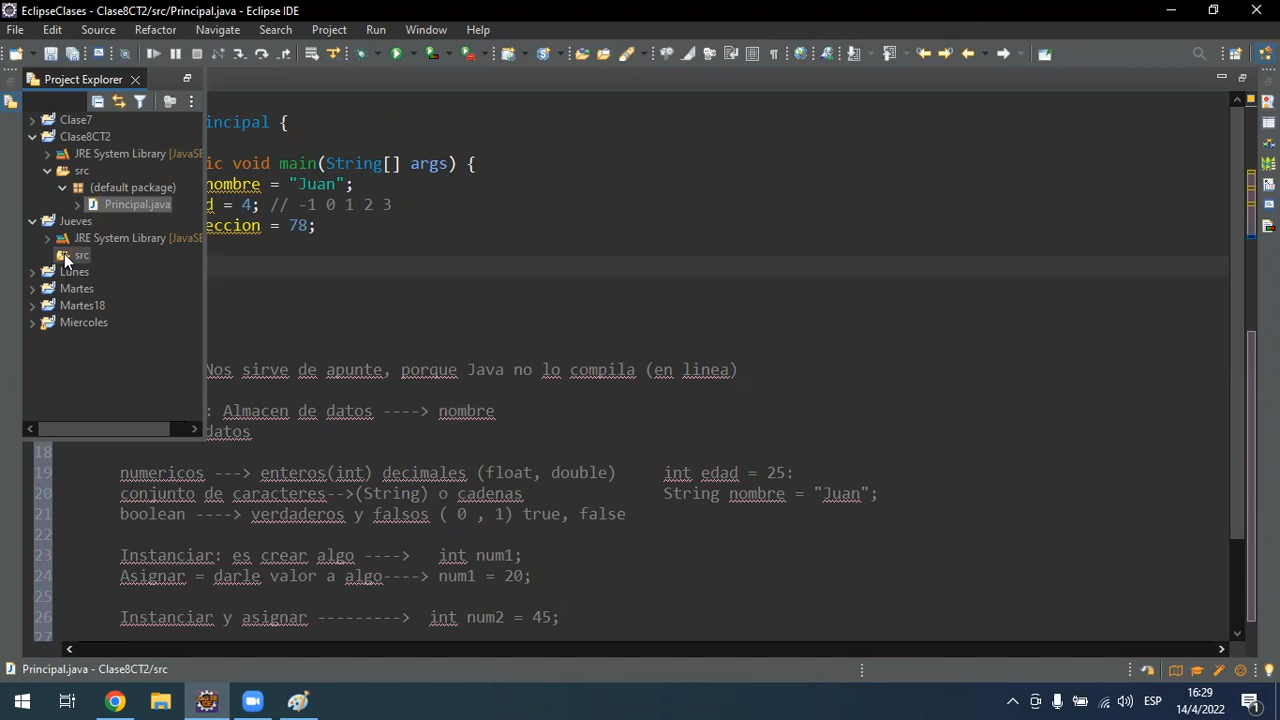 EclipseClases - Clase8CT2/src/Principal.java - Eclipse IDE
File Edit Source Refactor Navigate Search Project Run Window Help
Project Explorer
Clase7
Clase8CT2
JRE System Library [JavaSE
src
(default package)
Principal.java
Jueves
JRE System Library [JavaSE
src
Lunes
Martes
Martes18
Miercoles
incipal {
ic void main(String[] args) {
nombre = "Juan";
d = 4; // -1 0 1 2 3
eccion = 78;
Nos sirve de apunte, porque Java no lo compila (en linea)
: Almacen de datos ----> nombre
datos
18
19 numericos ---> enteros(int) decimales (float, double) int edad = 25:
20 conjunto de caracteres-->(String) o cadenas String nombre = "Juan";
21 boolean ----> verdaderos y falsos ( 0 , 1) true, false
22
23 Instanciar: es crear algo ----> int num1;
24 Asignar = darle valor a algo----> num1 = 20;
25
26 Instanciar y asignar ---------> int num2 = 45;
27
Principal.java - Clase8CT2/src
ESP
16:29
14/4/2022